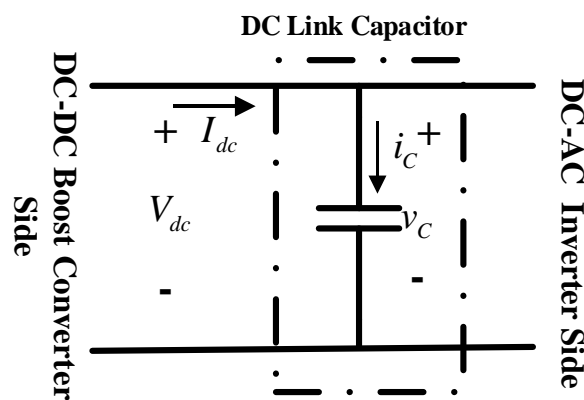 DC Link Capacitor
DC-DC Boost Converter
Side
+
I_dc
V_dc
-
i_C
+
v_C
-
DC-AC Inverter Side